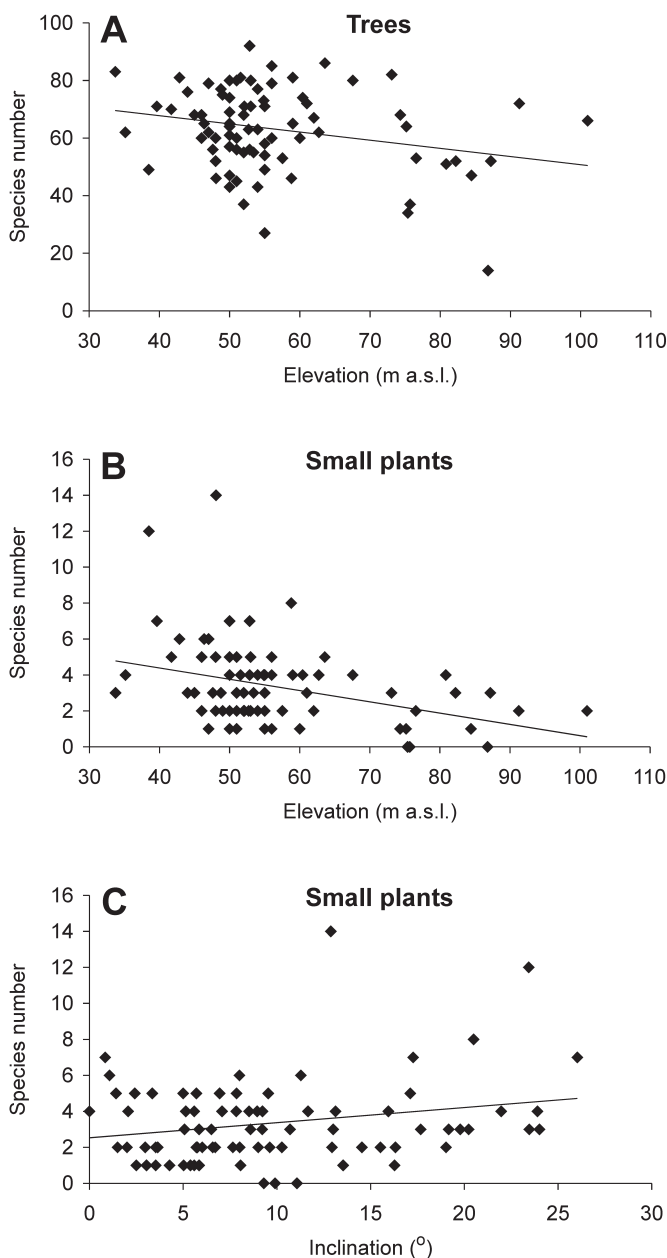 A
Trees
100
80
60
40
20
0
Species number
30 40 50 60 70 80 90 100 110
Elevation (m a.s.l.)
B
Small plants
16
14
12
10
8
6
4
2
0
Species number
30 40 50 60 70 80 90 100 110
Elevation (m a.s.l.)
C
Small plants
16
14
12
10
8
6
4
2
0
Species number
0 5 10 15 20 25 30
Inclination (º)